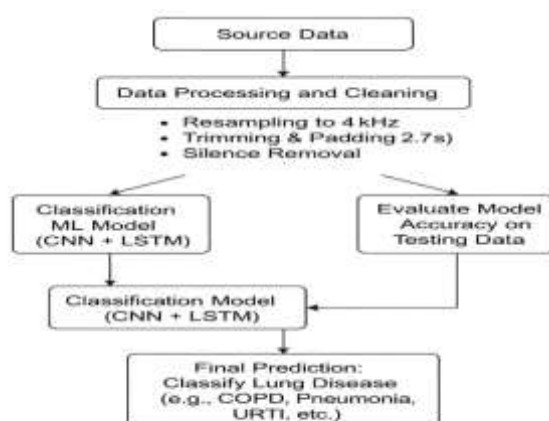 Source Data
Data Processing and Cleaning
• Resampling to 4 kHz
• Trimming & Padding 2.7s)
• Silence Removal
Classification
ML Model
(CNN + LSTM)
Evaluate Model
Accuracy on
Testing Data
Classification Model
(CNN + LSTM)
Final Prediction:
Classify Lung Disease
(e.g., COPD, Pneumonia,
URTI, etc.)